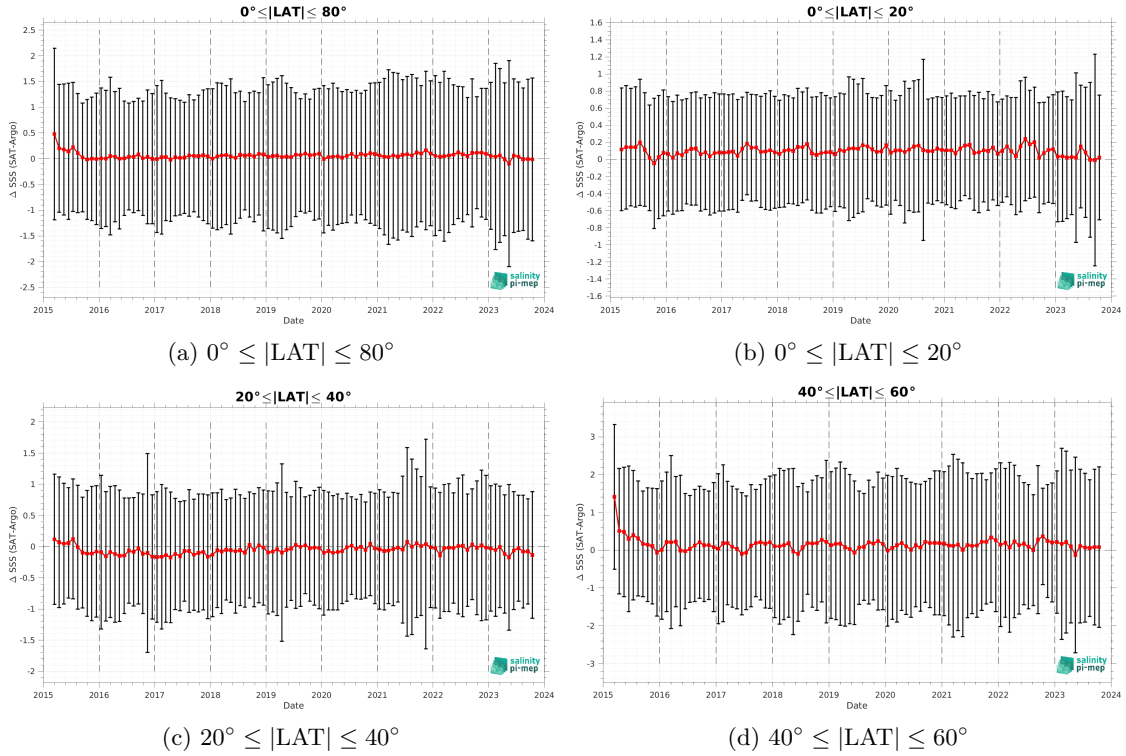 0°≤|LAT|≤ 80°
Δ SSS (SAT-Argo)
2.5
2
1.5
1
0.5
0
-0.5
-1
-1.5
-2
-2.5
2015 2016 2017 2018 2019 2020 2021 2022 2023 2024
Date
salinity
pi-mep
(a) 0° ≤ |LAT| ≤ 80°
0°≤|LAT|≤ 20°
Δ SSS (SAT-Argo)
1.6
1.4
1.2
1
0.8
0.6
0.4
0.2
0
-0.2
-0.4
-0.6
-0.8
-1
-1.2
-1.4
-1.6
2015 2016 2017 2018 2019 2020 2021 2022 2023 2024
Date
salinity
pi-mep
(b) 0° ≤ |LAT| ≤ 20°
20°≤|LAT|≤ 40°
Δ SSS (SAT-Argo)
2
1.5
1
0.5
0
-0.5
-1
-1.5
-2
2015 2016 2017 2018 2019 2020 2021 2022 2023 2024
Date
salinity
pi-mep
(c) 20° ≤ |LAT| ≤ 40°
40°≤|LAT|≤ 60°
Δ SSS (SAT-Argo)
3
2
1
0
-1
-2
-3
2015 2016 2017 2018 2019 2020 2021 2022 2023 2024
Date
salinity
pi-mep
(d) 40° ≤ |LAT| ≤ 60°